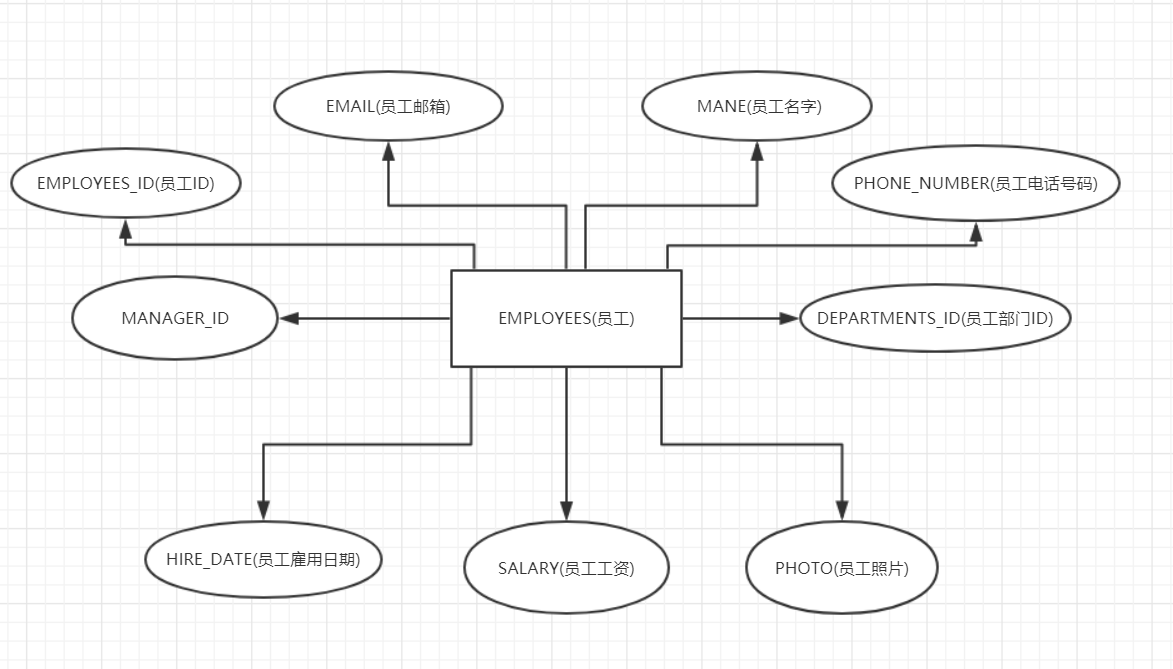 EMAIL(员工邮箱)
MANE(员工名字)
EMPLOYEES_ID(员工ID)
PHONE_NUMBER(员工电话号码)
MANAGER_ID
EMPLOYEES(员工)
DEPARTMENTS_ID(员工部门ID)
HIRE_DATE(员工雇用日期)
SALARY(员工工资)
PHOTO(员工照片)